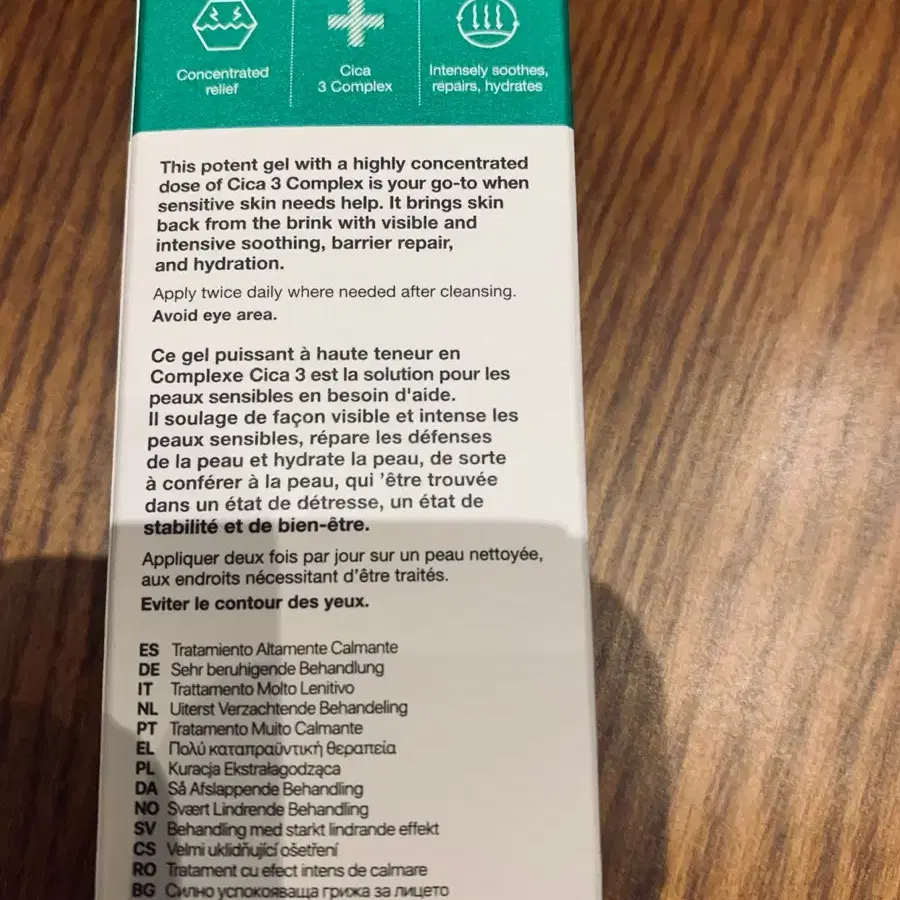 Concentrated
relief
Cica
3 Complex
Intensely soothes,
repairs, hydrates
This potent gel with a highly concentrated
dose of Cica 3 Complex is your go-to when
sensitive skin needs help. It brings skin
back from the brink with visible and
intensive soothing, barrier repair,
and hydration.
Apply twice daily where needed after cleansing.
Avoid eye area.
Ce gel puissant à haute teneur en
Complexe Cica 3 est la solution pour les
peaux sensibles en besoin d'aide.
Il soulage de façon visible et intense les
peaux sensibles, répare les défenses
de la peau et hydrate la peau, de sorte
à conférer à la peau, qui ’être trouvée
dans un état de détresse, un état de
stabilité et de bien-être.
Appliquer deux fois par jour sur un peau nettoyée,
aux endroits nécessitant d’être traités.
Eviter le contour des yeux.
ES Tratamiento Altamente Calmante
DE Sehr beruhigende Behandlung
IT Trattamento Molto Lenitivo
NL Uiterst Verzachtende Behandeling
PT Tratamento Muito Calmante
EL Πολύ καταπραϋντική θεραπεία
PL Kuracja Ekstrałagodząca
DA Så Afslappende Behandling
NO Svært Lindrende Behandling
SV Behandling med starkt lindrande effekt
CS Velmi uklidňující ošetření
RO Tratament cu efect intens de calmare
BG Силно успокояваща грижа за лицето